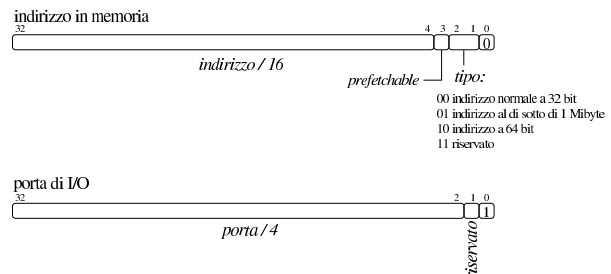 indirizzo in memoria
32 4 3 2 1 0
0
indirizzo / 16
prefetchable
tipo:
00 indirizzo normale a 32 bit
01 indirizzo al di sotto di 1 Mibyte
10 indirizzo a 64 bit
11 riservato
porta di I/O
32 2 1 0
1
porta / 4
iservato